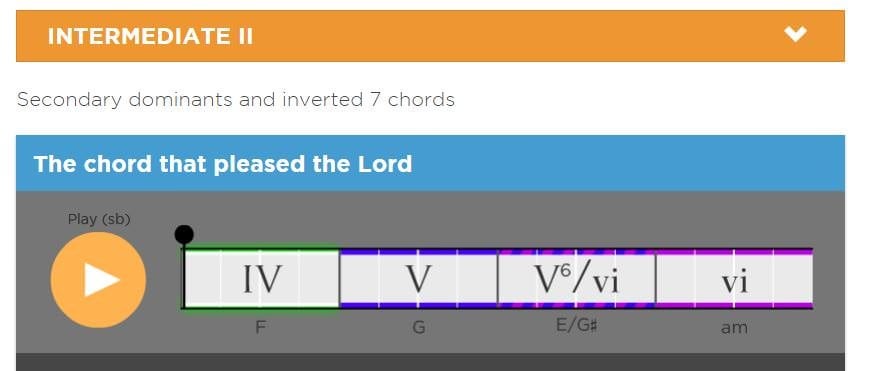 INTERMEDIATE II
Secondary dominants and inverted 7 chords
The chord that pleased the Lord
Play (sb)
IV V V⁶/vi vi
F G E/G♯ am